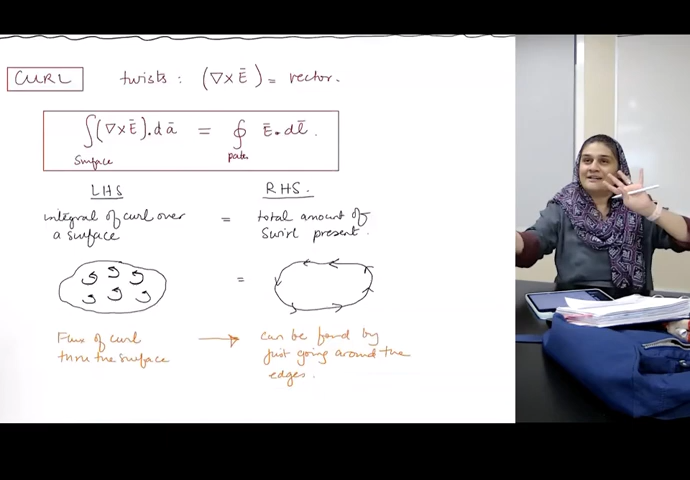 CURL twists : (∇×Ē) = vector.
∫(∇×Ē).dā = ∮ Ē.dl̄.
Surface path
LHS RHS.
integral of curl over = total amount of
a surface Swirl present.
=
Flux of curl → can be found by
thru the surface just going around the
edges.